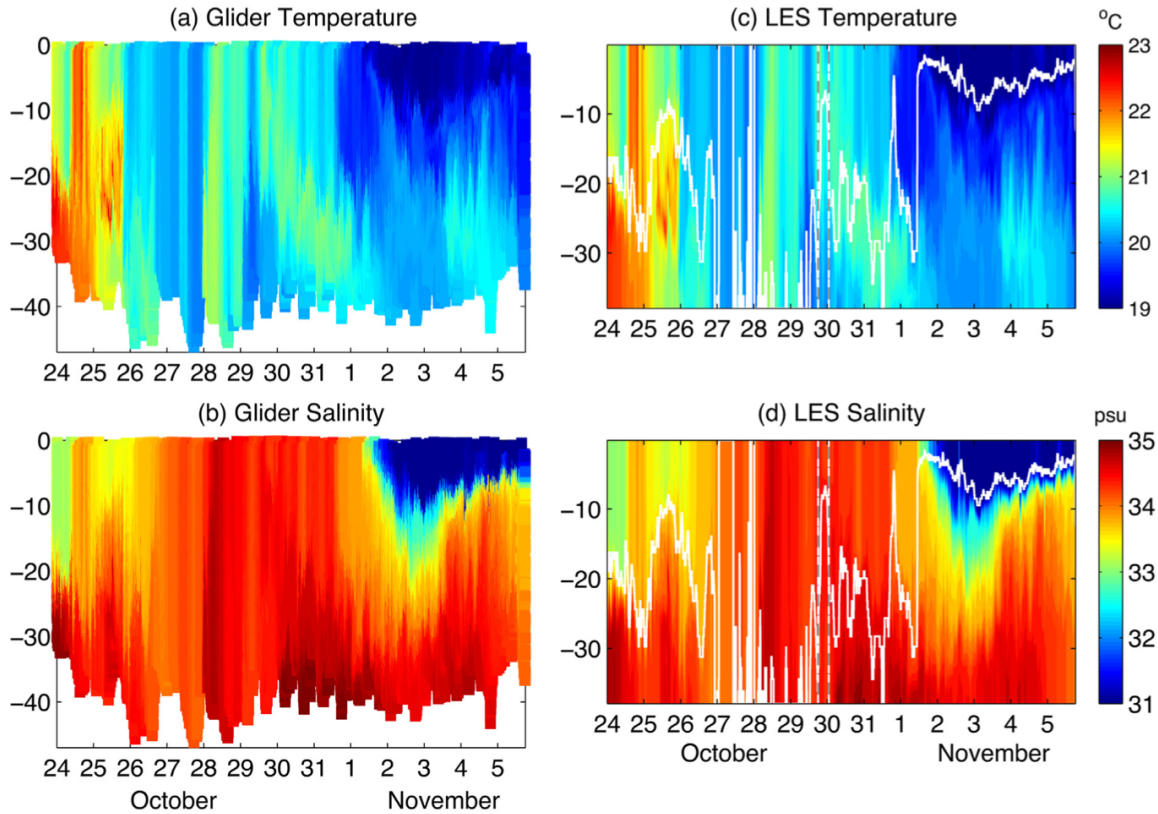 (a) Glider Temperature
0
−10
−20
−30
−40
24 25 26 27 28 29 30 31 1 2 3 4 5
(c) LES Temperature
−10
−20
−30
24 25 26 27 28 29 30 31 1 2 3 4 5
°C
23
22
21
20
19
(b) Glider Salinity
0
−10
−20
−30
−40
24 25 26 27 28 29 30 31 1 2 3 4 5
October November
(d) LES Salinity
−10
−20
−30
24 25 26 27 28 29 30 31 1 2 3 4 5
October November
psu
35
34
33
32
31